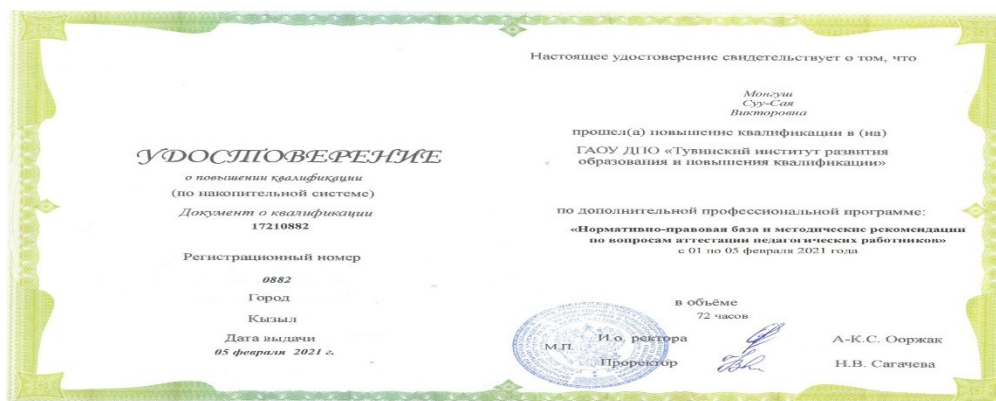 УДОСТОВЕРЕНИЕ
о повышении квалификации
(по накопительной системе)
Документ о квалификации
17210882
Регистрационный номер
0882
Город
Кызыл
Дата выдачи
05 февраля 2021 г.
Настоящее удостоверение свидетельствует о том, что
Монгуш
Суу-Сая
Викторовна
прошел(а) повышение квалификации в (на)
ГАОУ ДПО «Тувинский институт развития
образования и повышения квалификации»
по дополнительной профессиональной программе:
«Нормативно-правовая база и методические рекомендации
по вопросам аттестации педагогических работников»
с 01 по 05 февраля 2021 года
в объёме
72 часов
М.П. И.о. ректора А-К.С. Ооржак
Проректор Н.В. Сагачева